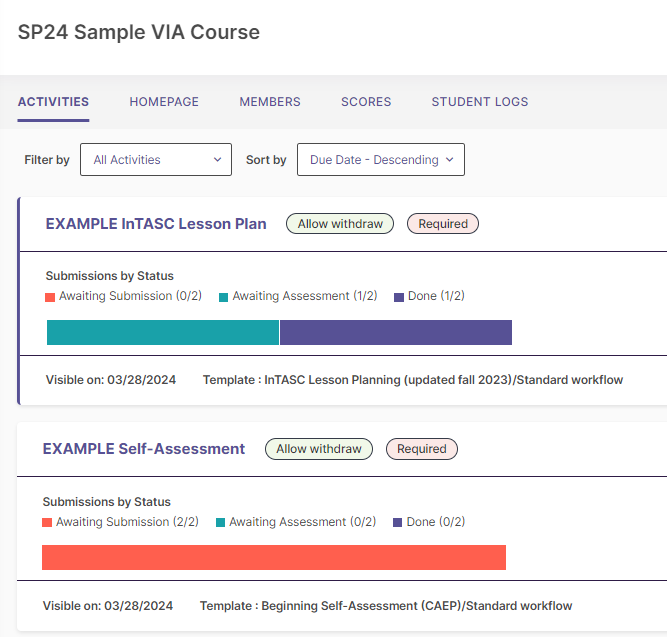 SP24 Sample VIA Course
ACTIVITIES HOMEPAGE MEMBERS SCORES STUDENT LOGS
Filter by All Activities Sort by Due Date - Descending
EXAMPLE InTASC Lesson Plan Allow withdraw Required
Submissions by Status
Awaiting Submission (0/2) Awaiting Assessment (1/2) Done (1/2)
Visible on: 03/28/2024 Template : InTASC Lesson Planning (updated fall 2023)/Standard workflow
EXAMPLE Self-Assessment Allow withdraw Required
Submissions by Status
Awaiting Submission (2/2) Awaiting Assessment (0/2) Done (0/2)
Visible on: 03/28/2024 Template : Beginning Self-Assessment (CAEP)/Standard workflow